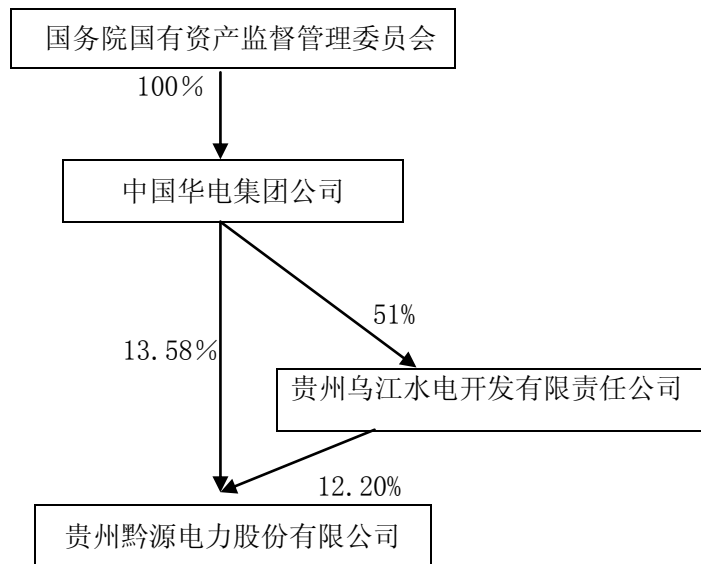 国务院国有资产监督管理委员会
100％
中国华电集团公司
51%
13.58％
贵州乌江水电开发有限责任公司
12.20%
贵州黔源电力股份有限公司